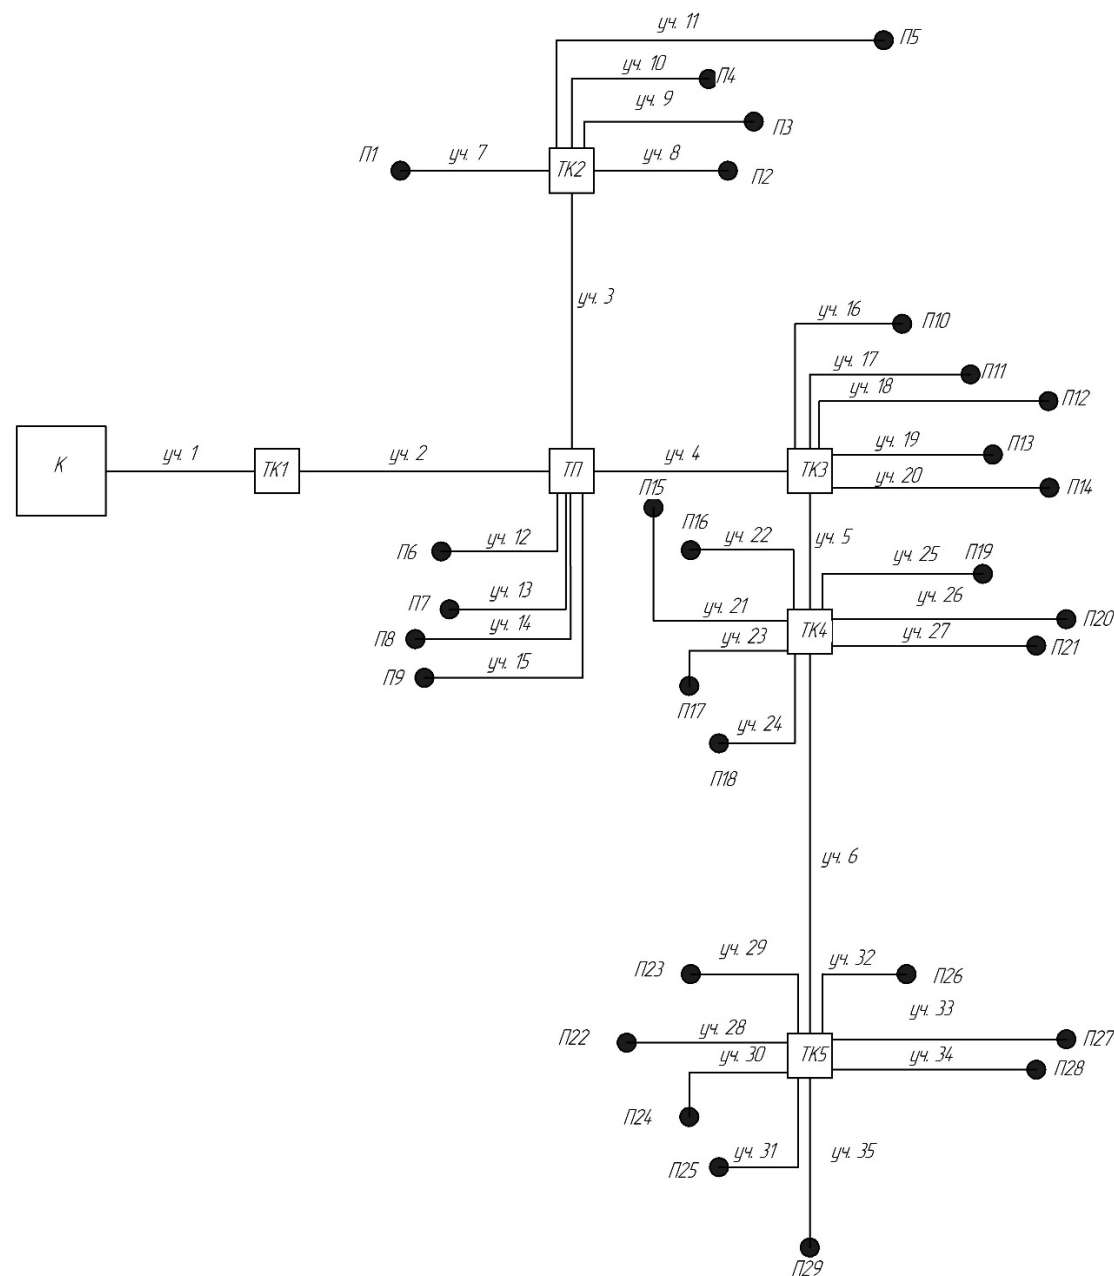 уч. 11
П5
уч. 10
П4
уч. 9
П3
П1
уч. 7
ТК2
уч. 8
П2
уч. 3
уч. 16
П10
уч. 17
П11
уч. 18
П12
К
уч. 1
ТК1
уч. 2
ТП
уч. 4
ТК3
уч. 19
П13
уч. 20
П14
П15
П16
уч. 22
уч. 5
уч. 25
П19
П6
уч. 12
уч. 13
П7
уч. 14
П8
уч. 15
П9
уч. 21
ТК4
уч. 26
П20
уч. 23
уч. 27
П21
П17
уч. 24
П18
уч. 6
П23
уч. 29
уч. 32
П26
уч. 33
П22
уч. 28
ТК5
П27
уч. 30
уч. 34
П28
П24
П25
уч. 31
уч. 35
П29